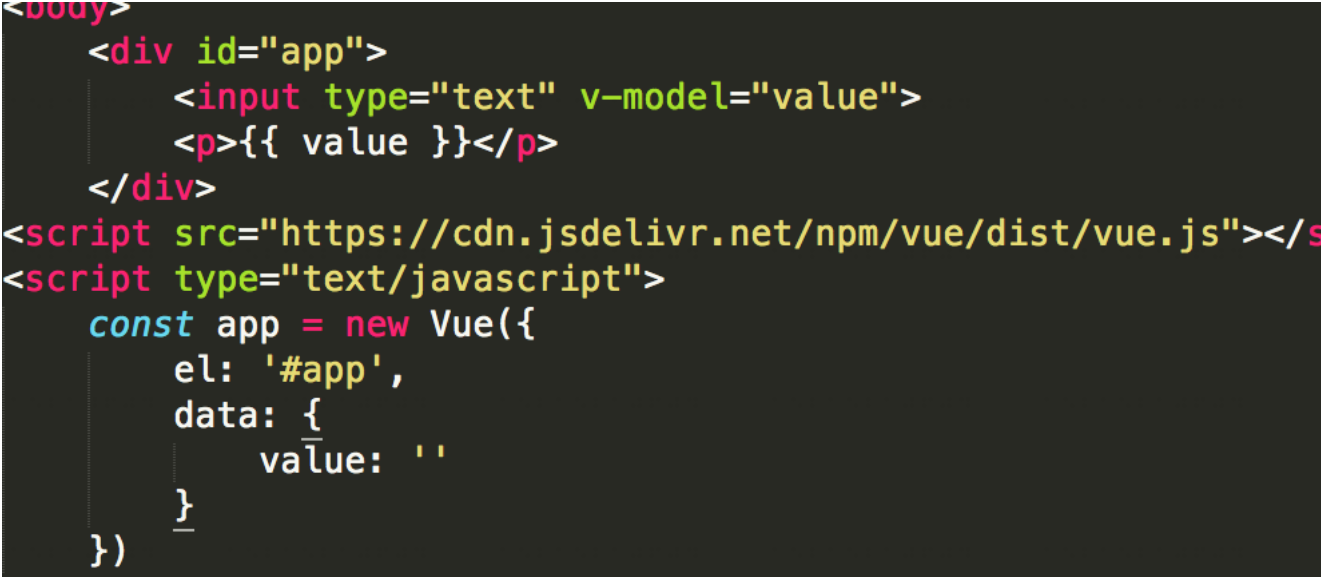 <body>
<div id="app">
<input type="text" v-model="value">
<p>{{ value }}</p>
</div>
<script src="https://cdn.jsdelivr.net/npm/vue/dist/vue.js"></s
<script type="text/javascript">
const app = new Vue({
el: '#app',
data: {
value: ''
}
})